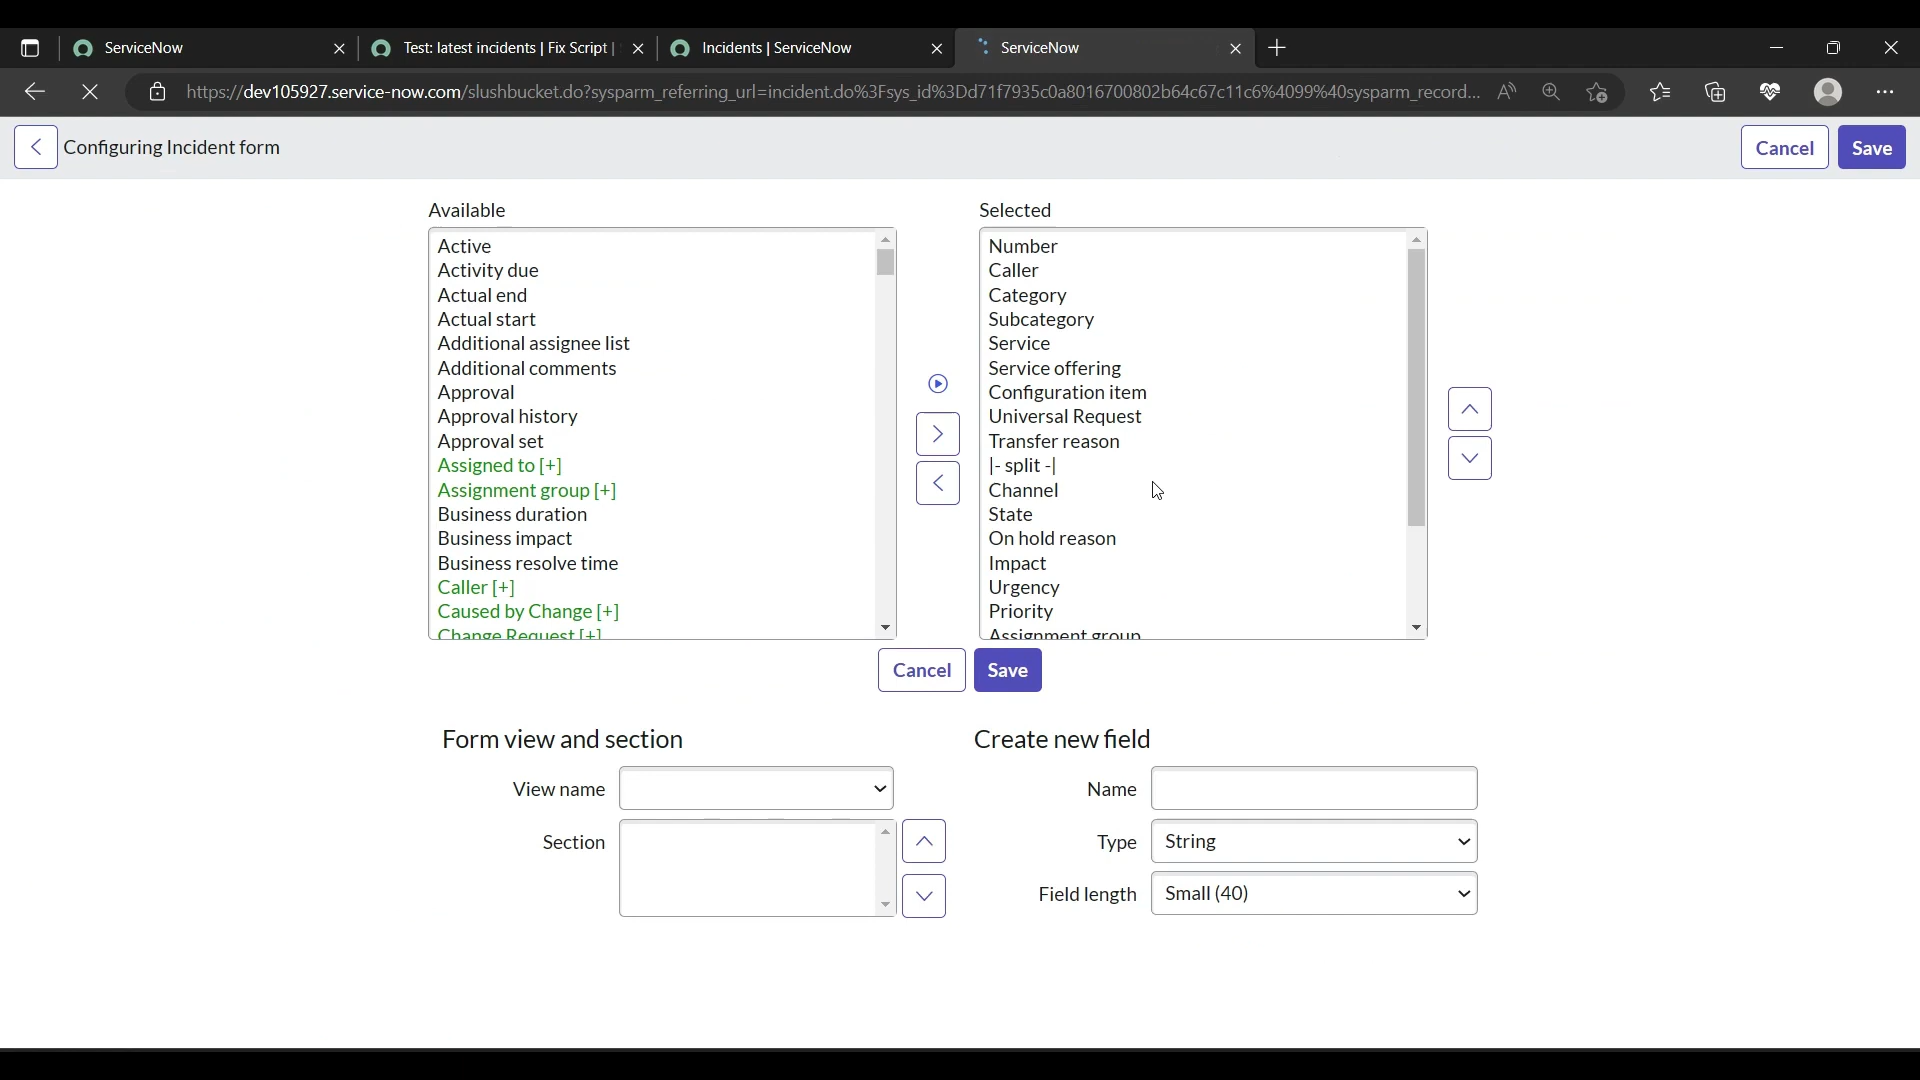 ServiceNow
Test: latest incidents | Fix Script |
Incidents | ServiceNow
ServiceNow
https://dev105927.service-now.com/slushbucket.do?sysparm_referring_url=incident.do%3Fsys_id%3Dd71f7935c0a8016700802b64c67c11c6%4099%40sysparm_record...
Configuring Incident form
Cancel
Save
Available
Selected
Active
Activity due
Actual end
Actual start
Additional assignee list
Additional comments
Approval
Approval history
Approval set
Assigned to [+]
Assignment group [+]
Business duration
Business impact
Business resolve time
Caller [+]
Caused by Change [+]
Change Request [+]
Number
Caller
Category
Subcategory
Service
Service offering
Configuration item
Universal Request
Transfer reason
|- split -|
Channel
State
On hold reason
Impact
Urgency
Priority
Assignment group
Cancel
Save
Form view and section
View name
Section
Create new field
Name
Type String
Field length Small (40)